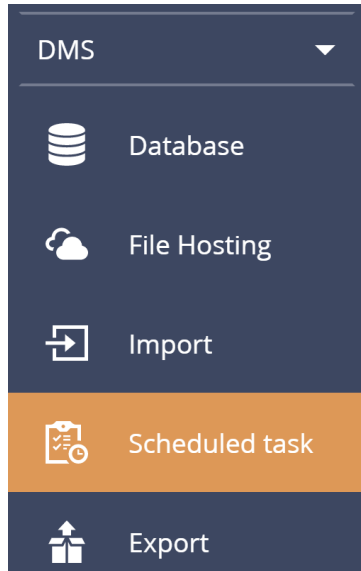 DMS
Database
File Hosting
Import
Scheduled task
Export